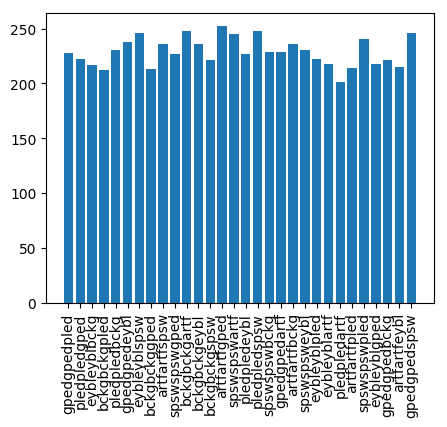 250
200
150
100
50
0
gpedgpedpled
pledpledgped
eybleyblbckg
bckgbckgpled
pledpledbckg
gpedgpedeybl
eybleyblspsw
bckgbckggped
artfartfspsw
spswspswgped
bckgbckgartf
bckgbckgeybl
bckgbckgspsw
artfartfgped
spswspswartf
pledpledeybl
pledpledspsw
spswspswbckg
gpedgpedartf
artfartfbckg
spswspsweybl
eybleyblpled
eybleyblartf
pledpledartf
artfartfpled
spswspswpled
eybleyblgped
gpedgpedbckg
artfartfeybl
gpedgpedspsw